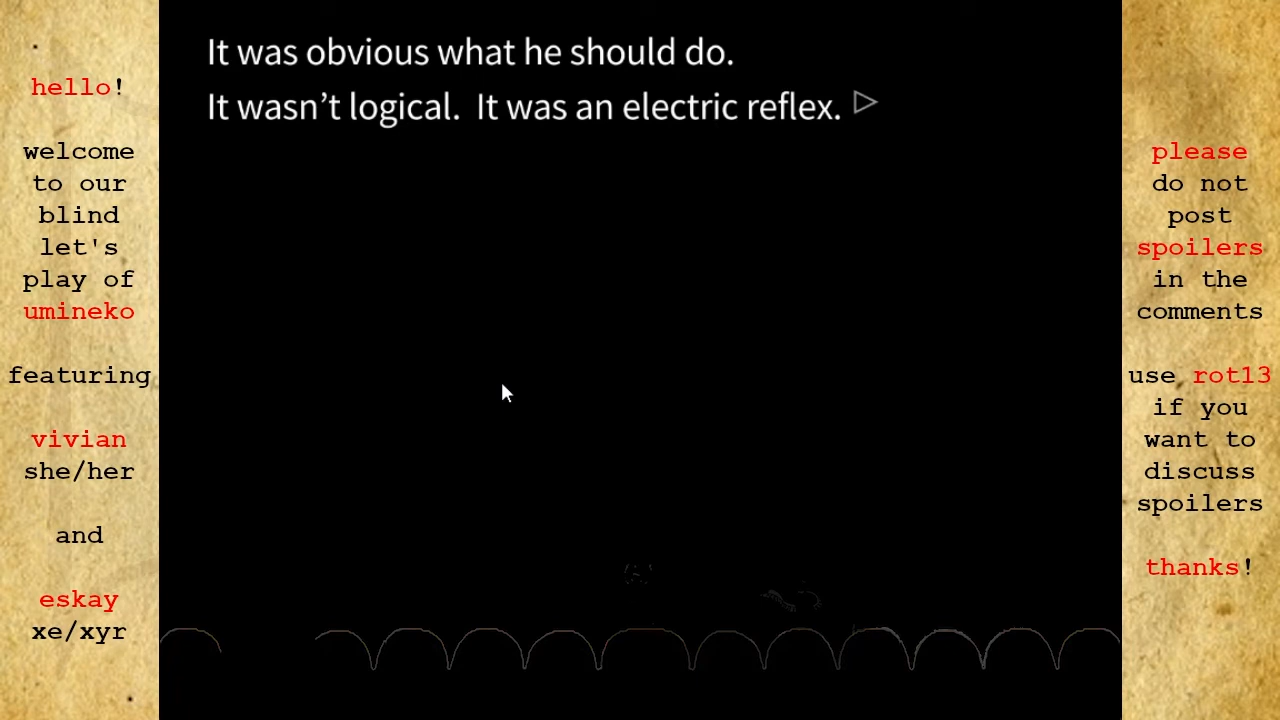 hello!
welcome
to our
blind
let's
play of
umineko
featuring
vivian
she/her
and
eskay
xe/xyr
It was obvious what he should do.
It wasn’t logical.  It was an electric reflex.
please
do not
post
spoilers
in the
comments
use rot13
if you
want to
discuss
spoilers
thanks!